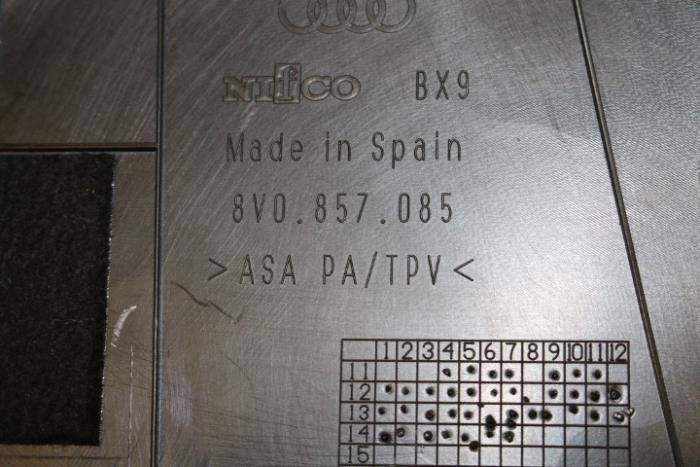 NIfCO BX9
Made in Spain
8V0.857.085
>ASA PA/TPV<
1 2 3 4 5 6 7 8 9 10 11 12
11
12
13
14
15